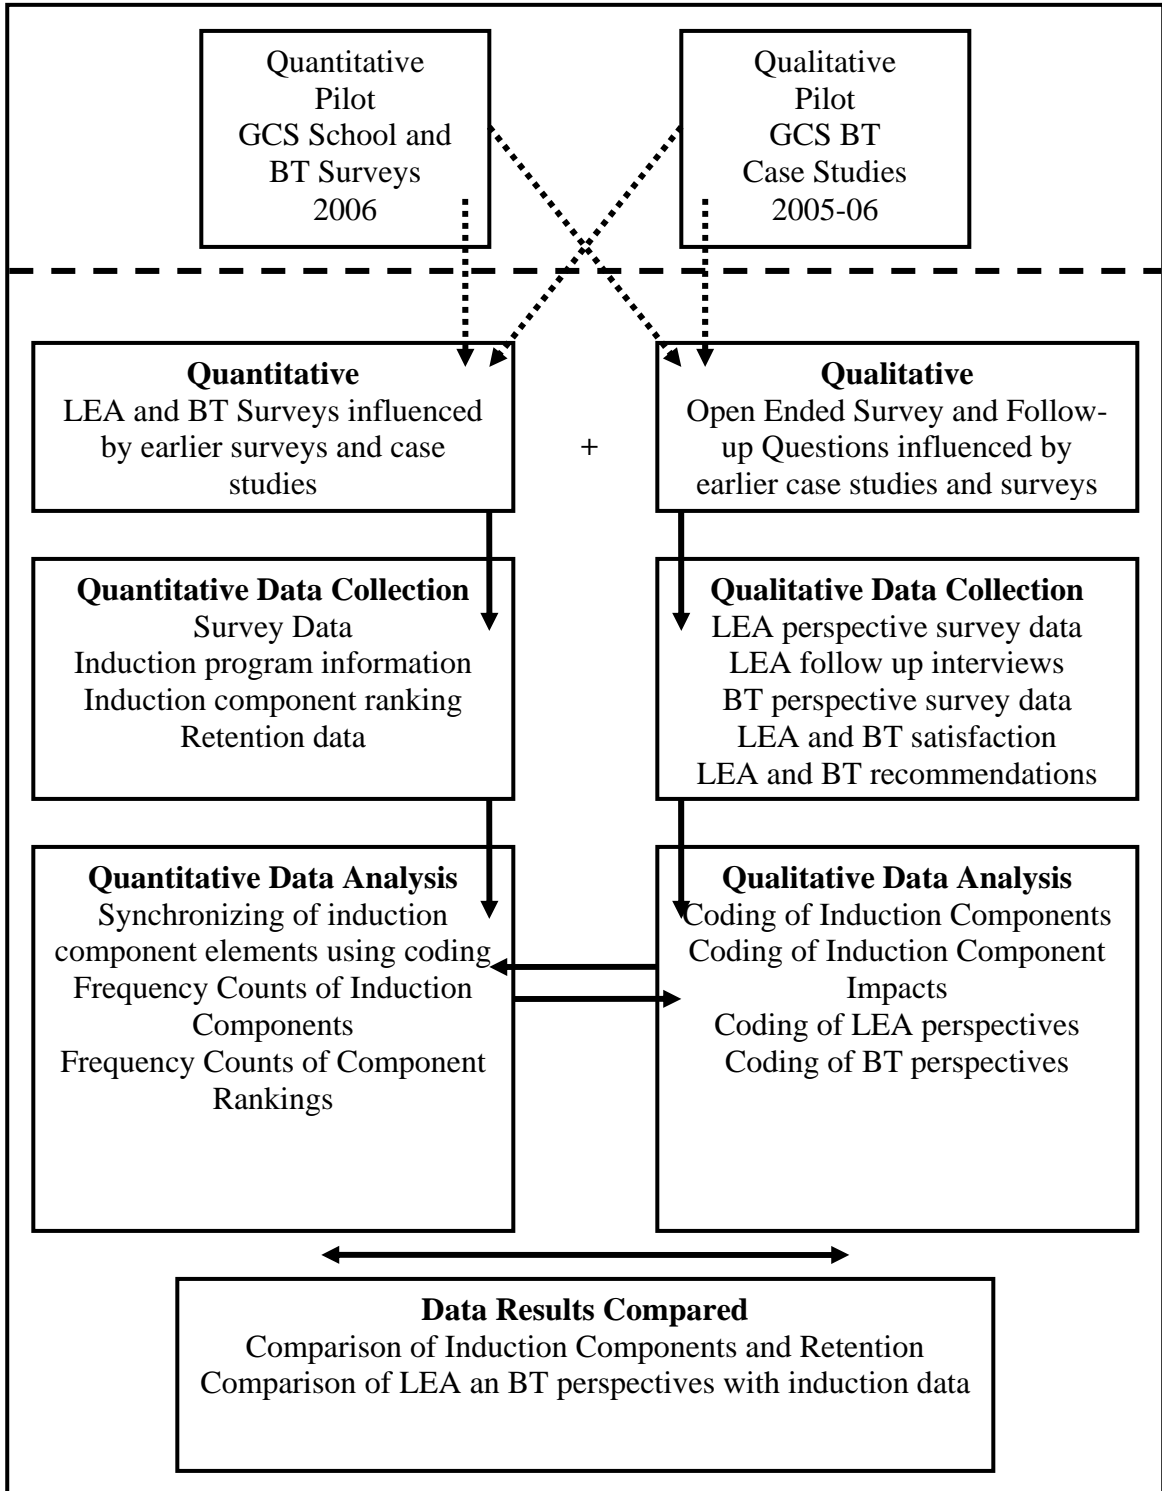 Quantitative
Pilot
GCS School and
BT Surveys
2006
Qualitative
Pilot
GCS BT
Case Studies
2005-06
Quantitative
LEA and BT Surveys influenced
by earlier surveys and case
studies
+
Qualitative
Open Ended Survey and Follow-
up Questions influenced by
earlier case studies and surveys
Quantitative Data Collection
Survey Data
Induction program information
Induction component ranking
Retention data
Qualitative Data Collection
LEA perspective survey data
LEA follow up interviews
BT perspective survey data
LEA and BT satisfaction
LEA and BT recommendations
Quantitative Data Analysis
Synchronizing of induction
component elements using coding
Frequency Counts of Induction
Components
Frequency Counts of Component
Rankings
Qualitative Data Analysis
Coding of Induction Components
Coding of Induction Component
Impacts
Coding of LEA perspectives
Coding of BT perspectives
Data Results Compared
Comparison of Induction Components and Retention
Comparison of LEA an BT perspectives with induction data